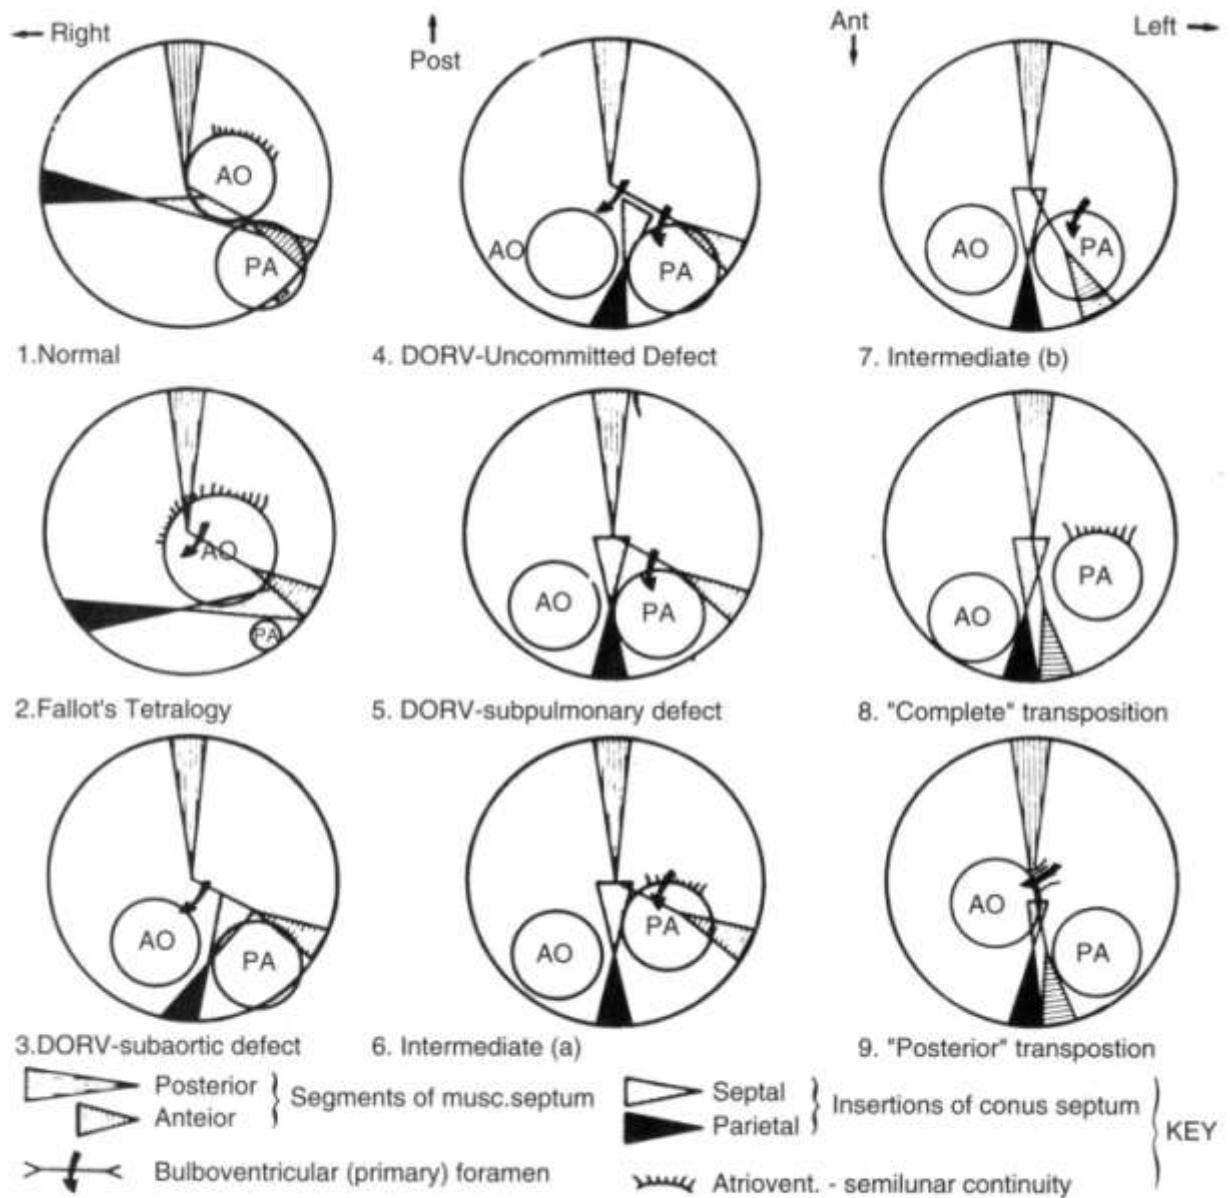 Right
Post
Ant
Left
AO
PA
AO
PA
AO
PA
1.Normal
4. DORV-Uncommitted Defect
7. Intermediate (b)
AO
PA
AO
PA
AO
PA
2.Fallot's Tetralogy
5. DORV-subpulmonary defect
8. "Complete" transposition
AO
PA
AO
PA
AO
PA
3.DORV-subaortic defect
6. Intermediate (a)
9. "Posterior" transpostion
Posterior
Anteior
Segments of musc.septum
Septal
Parietal
Insertions of conus septum
KEY
Bulboventricular (primary) foramen
Atriovent. - semilunar continuity